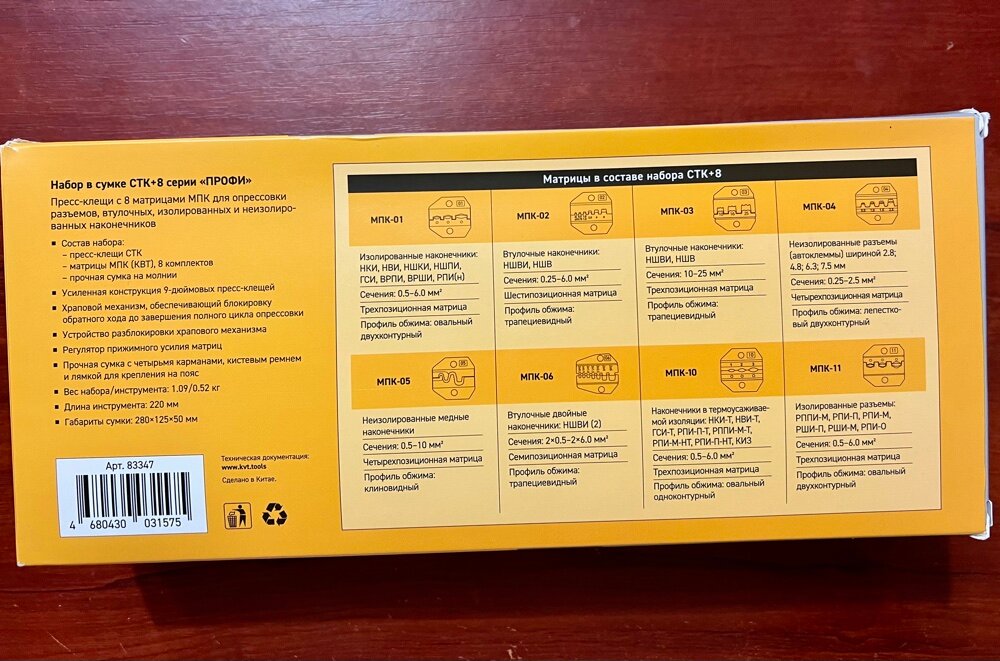 Набор в сумке СТК+8 серии «ПРОФИ»
Пресс-клещи с 8 матрицами МПК для опрессовки
разъемов, втулочных, изолированных и неизолиро-
ванных наконечников
Состав набора:
– пресс-клещи СТК
– матрицы МПК (КВТ), 8 комплектов
– прочная сумка на молнии
Усиленная конструкция 9-дюймовых пресс-клещей
Храповой механизм, обеспечивающий блокировку
обратного хода до завершения полного цикла опрессовки
Устройство разблокировки храпового механизма
Регулятор прижимного усилия матриц
Прочная сумка с четырьмя карманами, кистевым ремнем
и лямкой для крепления на пояс
Вес набора/инструмента: 1.09/0.52 кг
Длина инструмента: 220 мм
Габариты сумки: 280×125×50 мм
Арт. 83347
4 680430 031575
Техническая документация:
www.kvt.tools
Сделано в Китае.
Матрицы в составе набора СТК+8
МПК-01
01
Изолированные наконечники:
НКИ, НВИ, НШКИ, НШПИ,
ГСИ, ВРПИ, ВРШИ, РПИ(н)
Сечения: 0.5–6.0 мм²
Трехпозиционная матрица
Профиль обжима: овальный
двухконтурный
МПК-02
02
Втулочные наконечники:
НШВИ, НШВ
Сечения: 0.25–6.0 мм²
Шестипозиционная матрица
Профиль обжима:
трапециевидный
МПК-03
03
Втулочные наконечники:
НШВИ, НШВ
Сечения: 10–25 мм²
Трехпозиционная матрица
Профиль обжима:
трапециевидный
МПК-04
04
Неизолированные разъемы
(автоклеммы) шириной 2.8;
4.8; 6.3; 7.5 мм
Сечения: 0.25–2.5 мм²
Четырехпозиционная матрица
Профиль обжима: лепестко-
вый двухконтурный
МПК-05
05
Неизолированные медные
наконечники
Сечения: 0.5–10 мм²
Четырехпозиционная матрица
Профиль обжима:
клиновидный
МПК-06
06
Втулочные двойные
наконечники: НШВИ (2)
Сечения: 2×0.5–2×6.0 мм²
Семипозиционная матрица
Профиль обжима:
трапециевидный
МПК-10
10
Наконечники в термоусаживае-
мой изоляции: НКИ-Т, НВИ-Т,
ГСИ-Т, РПИ-П-Т, РППИ-М-Т,
РПИ-М-НТ, РПИ-П-НТ, КИЗ
Сечения: 0.5–6.0 мм²
Трехпозиционная матрица
Профиль обжима: овальный
одноконтурный
МПК-11
11
Изолированные разъемы:
РППИ-М, РПИ-П, РПИ-М,
РШИ-П, РШИ-М, РПИ-О
Сечения: 0.5–6.0 мм²
Трехпозиционная матрица
Профиль обжима: овальный
двухконтурный